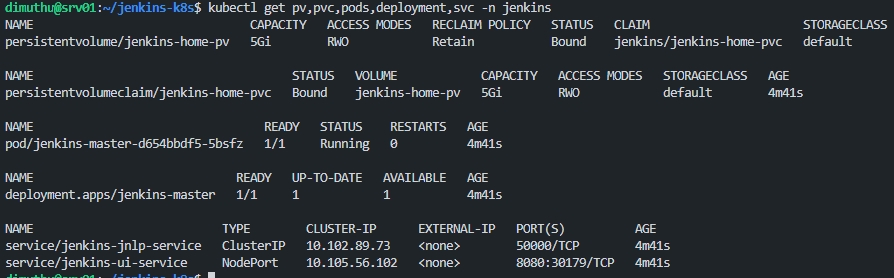 dimuthu@srv01:~/jenkins-k8s$ kubectl get pv,pvc,pods,deployment,svc -n jenkins
NAME CAPACITY ACCESS MODES RECLAIM POLICY STATUS CLAIM STORAGECLASS
persistentvolume/jenkins-home-pv 5Gi RWO Retain Bound jenkins/jenkins-home-pvc default
NAME STATUS VOLUME CAPACITY ACCESS MODES STORAGECLASS AGE
persistentvolumeclaim/jenkins-home-pvc Bound jenkins-home-pv 5Gi RWO default 4m41s
NAME READY STATUS RESTARTS AGE
pod/jenkins-master-d654bbdf5-5bsfz 1/1 Running 0 4m41s
NAME READY UP-TO-DATE AVAILABLE AGE
deployment.apps/jenkins-master 1/1 1 1 4m41s
NAME TYPE CLUSTER-IP EXTERNAL-IP PORT(S) AGE
service/jenkins-jnlp-service ClusterIP 10.102.89.73 <none> 50000/TCP 4m41s
service/jenkins-ui-service NodePort 10.105.56.102 <none> 8080:30179/TCP 4m41s
dimuthu@srv01:~/jenkins-k8s$